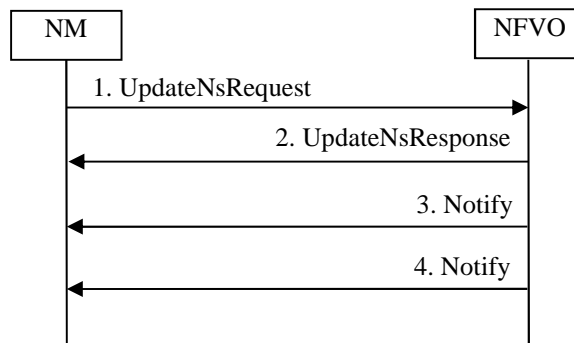 NM
NFVO
1. UpdateNsRequest
2. UpdateNsResponse
3. Notify
4. Notify